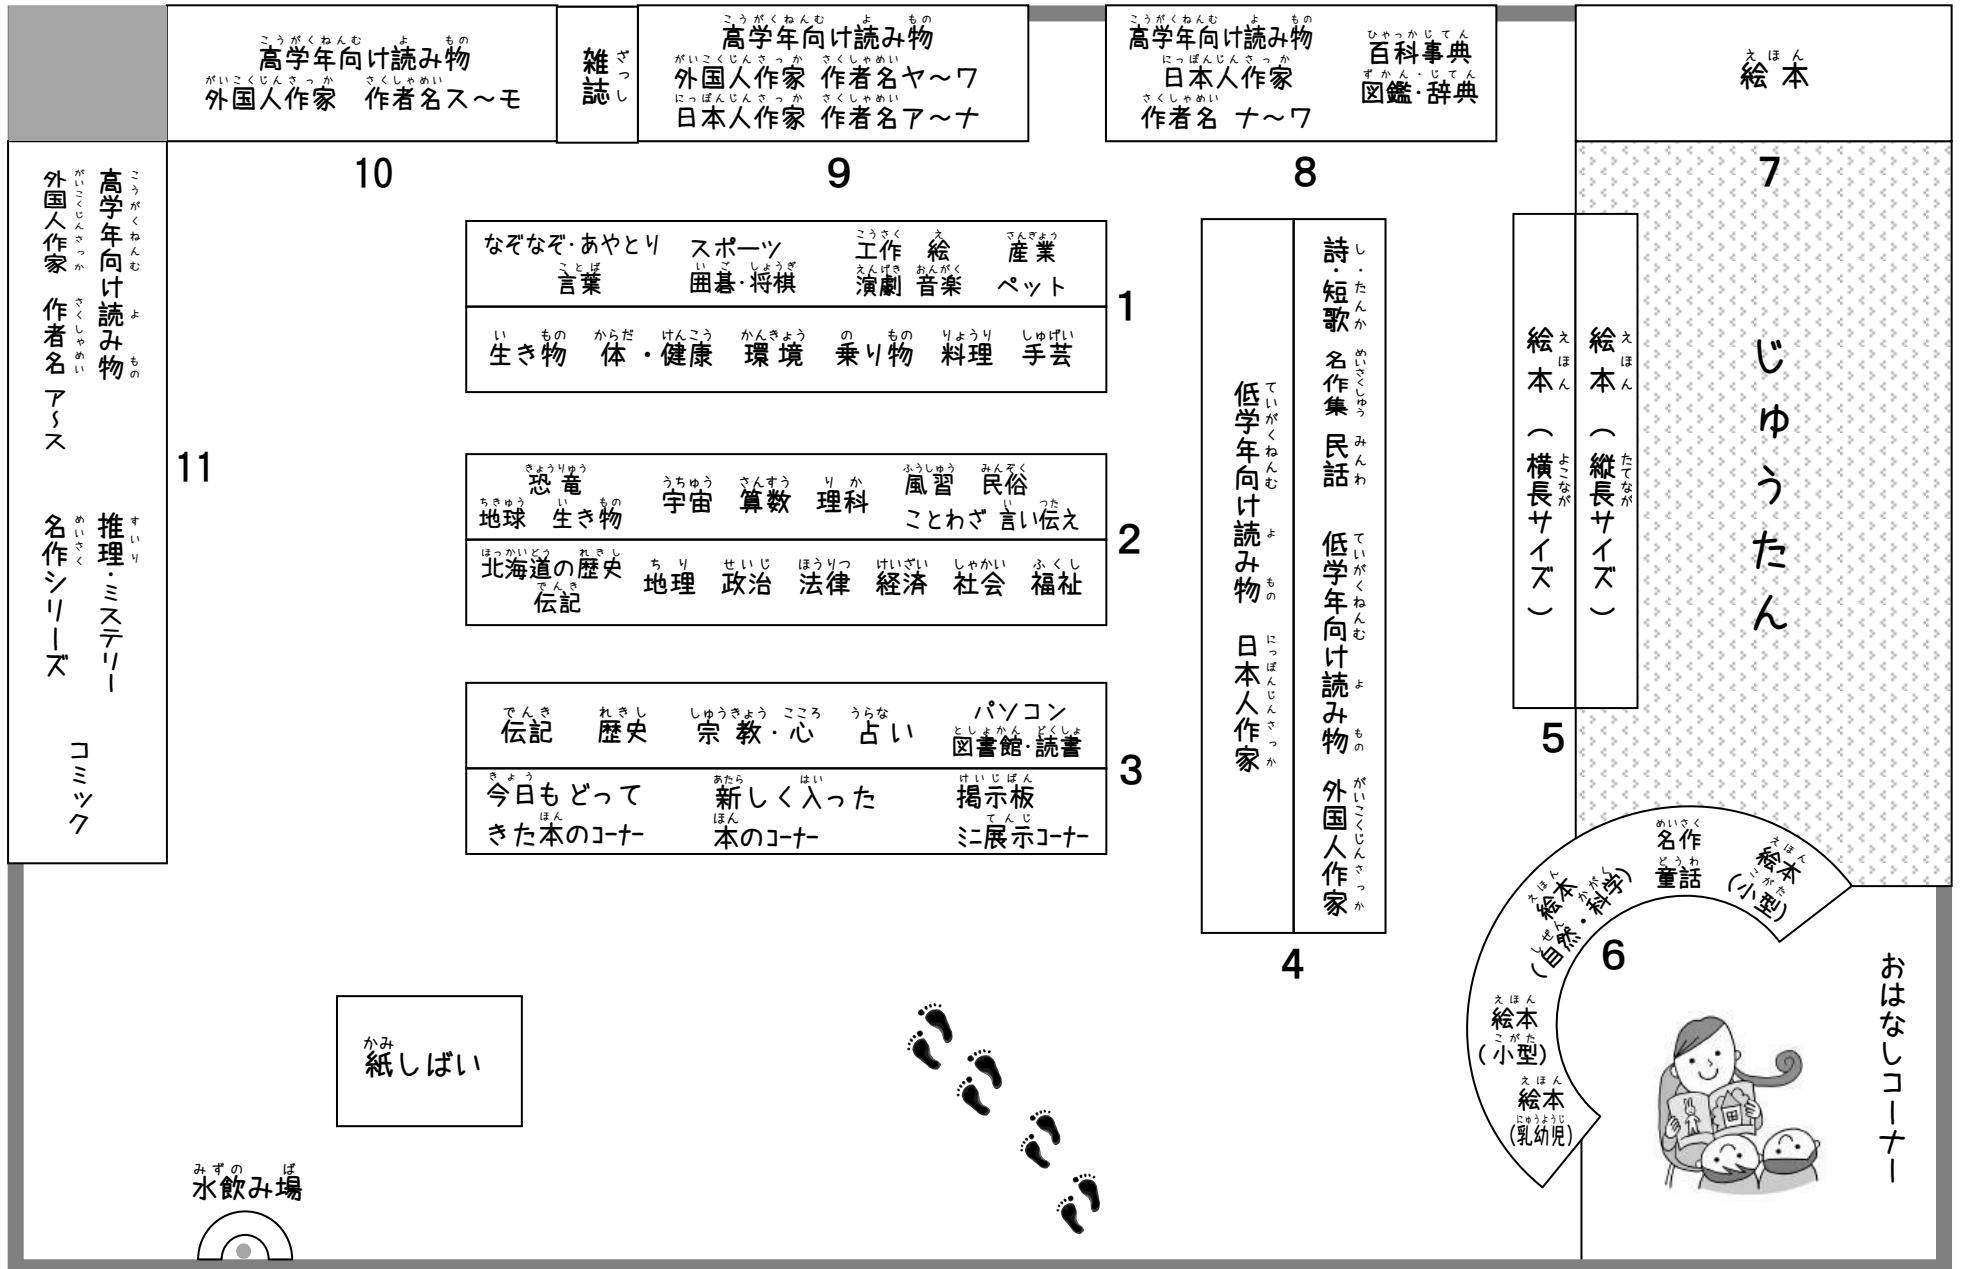 高学年向け読み物
外国人作家 作者名ス～モ
雑誌
高学年向け読み物
外国人作家 作者名ヤ～ワ
日本人作家 作者名ア～ナ
高学年向け読み物
日本人作家
作者名 ナ～ワ
百科事典
図鑑・辞典
絵本
10
9
8
7
高学年向け読み物
外国人作家 作者名 ア～ス
推理・ミステリー
名作シリーズ
コミック
11
なぞなぞ・あやとり
言葉
スポーツ
囲碁・将棋
工作 絵
演劇 音楽
産業
ペット
生き物 体・健康 環境 乗り物 料理 手芸
1
恐竜
地球 生き物
宇宙 算数 理科
風習 民俗
ことわざ 言い伝え
北海道の歴史
伝記
地理 政治 法律 経済 社会 福祉
2
伝記 歴史 宗教・心 占い
パソコン
図書館・読書
今日もどって
きた本のコーナー
新しく入った
本のコーナー
掲示板
ミニ展示コーナー
3
詩・短歌 名作集 民話 低学年向け読み物 外国人作家
低学年向け読み物 日本人作家
4
絵本(縦長サイズ)
絵本(横長サイズ)
5
じゅうたん
名作
童話
絵本
(小型)
絵本
(自然・科学)
絵本
(小型)
絵本
(乳幼児)
6
おはなしコーナー
紙しばい
水飲み場